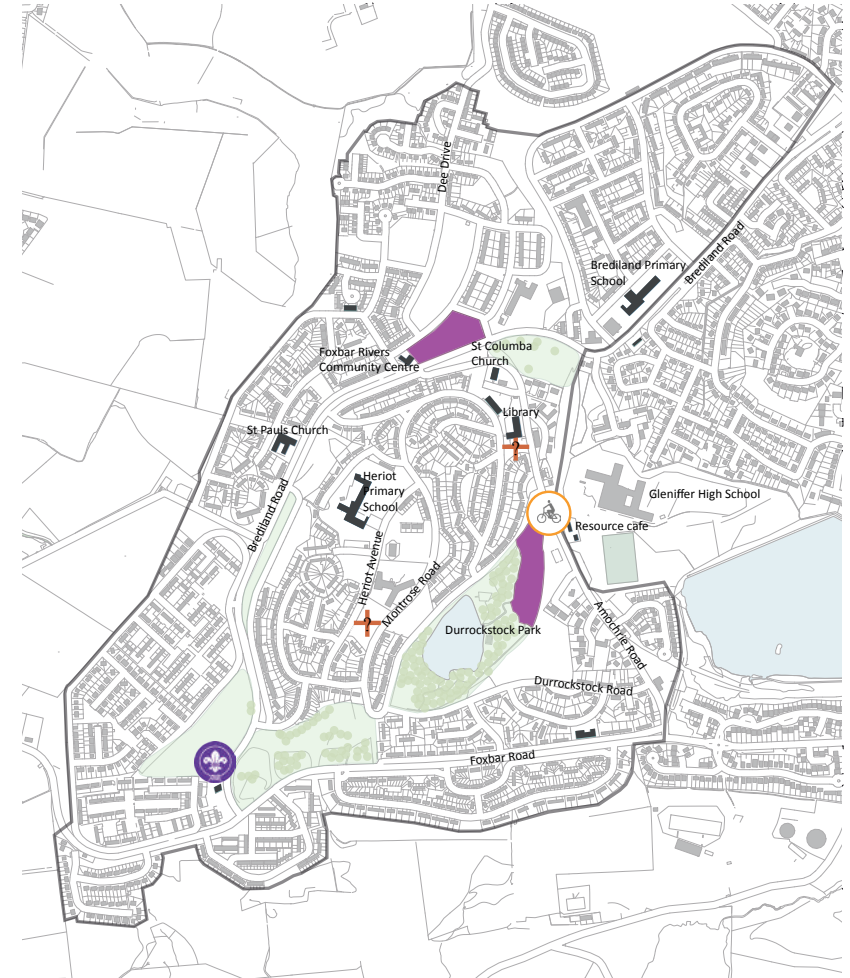 Dee Drive
Brediland Primary
School
Brediland Road
St Columba
Church
Foxbar Rivers
Community Centre
Library
St Pauls Church
?
Heriot
Primary
School
Gleniffer High School
Brediland Road
Resource cafe
Heriot Avenue
Montrose Road
?
Durrockstock Park
Amochrie Road
Durrockstock Road
Foxbar Road